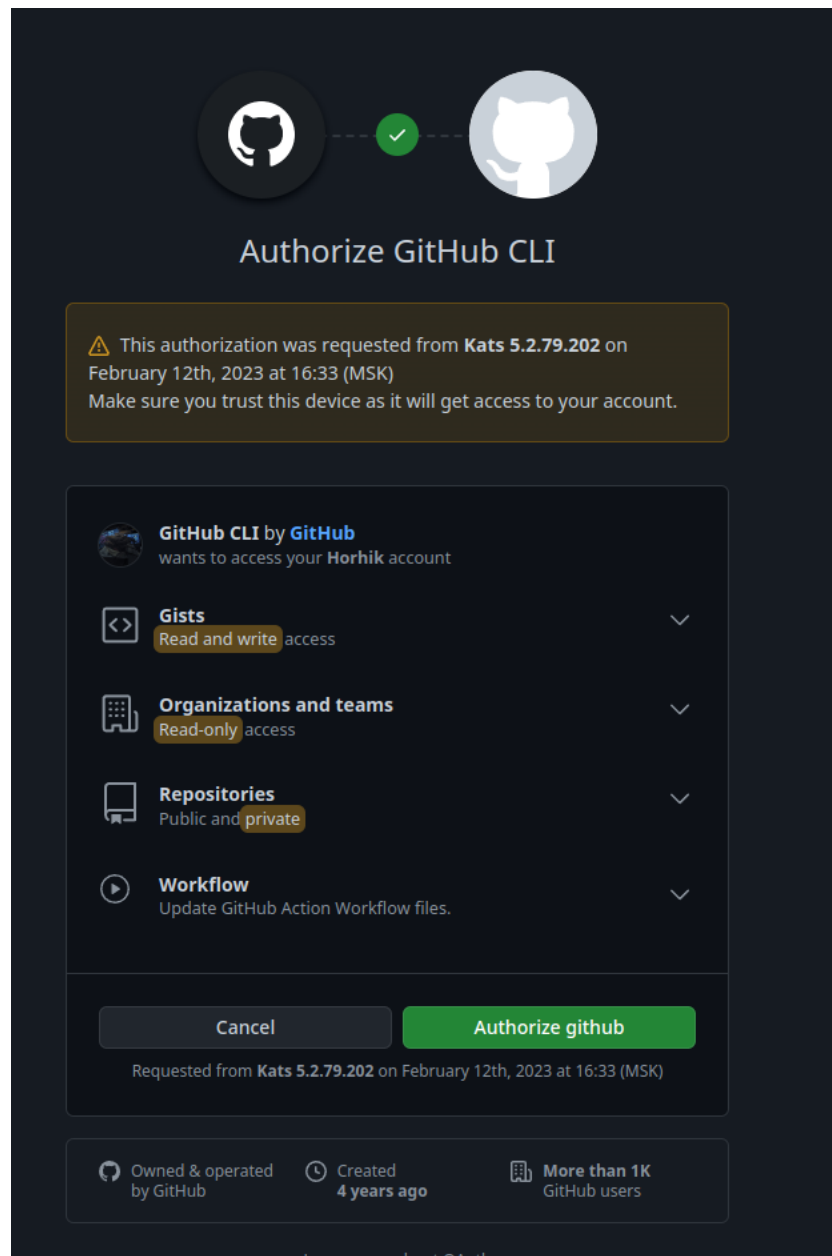 Authorize GitHub CLI
This authorization was requested from Kats 5.2.79.202 on
February 12th, 2023 at 16:33 (MSK)
Make sure you trust this device as it will get access to your account.
GitHub CLI by GitHub
wants to access your Horhik account
Gists
Read and write access
Organizations and teams
Read-only access
Repositories
Public and private
Workflow
Update GitHub Action Workflow files.
Cancel
Authorize github
Requested from Kats 5.2.79.202 on February 12th, 2023 at 16:33 (MSK)
Owned & operated
by GitHub
Created
4 years ago
More than 1K
GitHub users